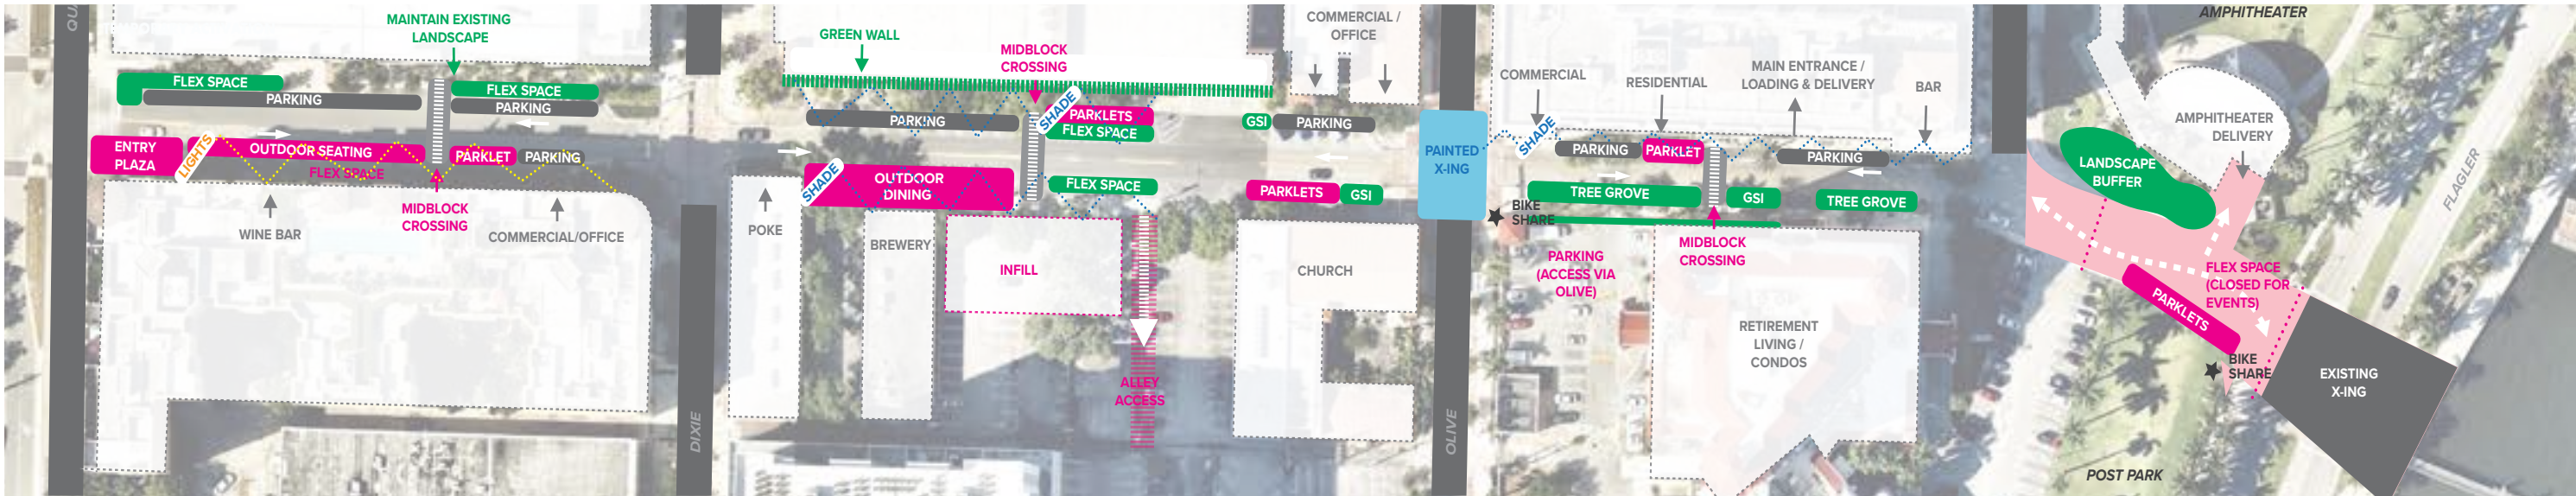 QUA
MAINTAIN EXISTING
LANDSCAPE
FLEX SPACE
PARKING
FLEX SPACE
PARKING
ENTRY
PLAZA
LIGHTS
OUTDOOR SEATING
FLEX SPACE
PARKLET
PARKING
WINE BAR
MIDBLOCK
CROSSING
COMMERCIAL/OFFICE
DIXIE
GREEN WALL
MIDBLOCK
CROSSING
COMMERCIAL /
OFFICE
PARKING
SHADE
PARKLETS
FLEX SPACE
GSI
PARKING
SHADE
OUTDOOR
DINING
FLEX SPACE
PARKLETS
GSI
POKE
BREWERY
INFILL
CHURCH
ALLEY
ACCESS
OLIVE
PAINTED
X-ING
COMMERCIAL
RESIDENTIAL
MAIN ENTRANCE /
LOADING & DELIVERY
BAR
SHADE
PARKING
PARKLET
PARKING
TREE GROVE
GSI
TREE GROVE
BIKE
SHARE
PARKING
(ACCESS VIA
OLIVE)
MIDBLOCK
CROSSING
RETIREMENT
LIVING /
CONDOS
AMPHITHEATER
AMPHITHEATER
DELIVERY
LANDSCAPE
BUFFER
FLAGLER
FLEX SPACE
(CLOSED FOR
EVENTS)
PARKLETS
BIKE
SHARE
EXISTING
X-ING
POST PARK